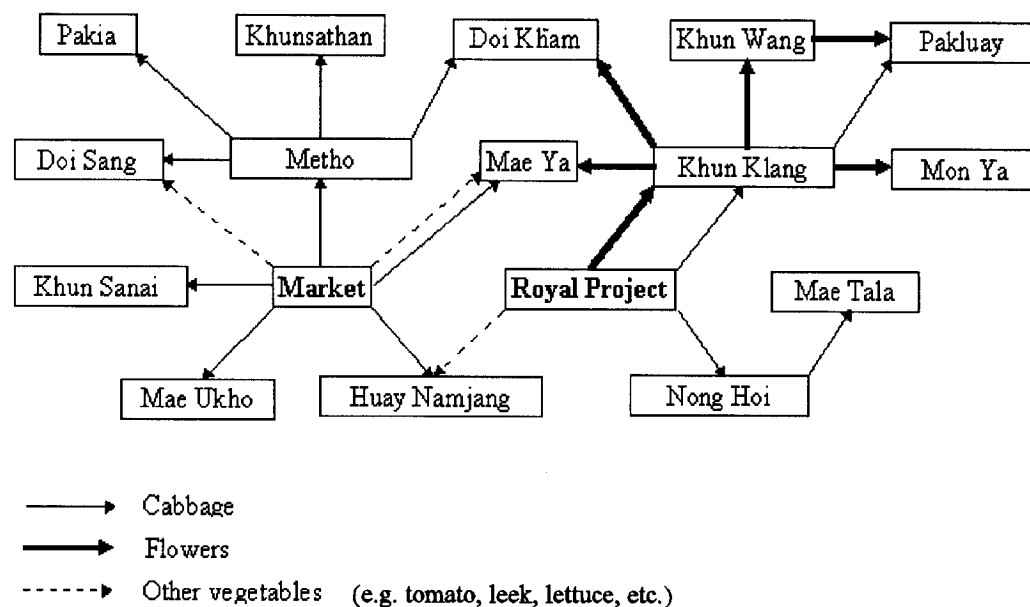 Pakia
Khunsathan
Doi Kham
Khun Wang
Pakluay
Doi Sang
Metho
Mae Ya
Khun Klang
Mon Ya
Khun Sanai
Market
Royal Project
Mae Tala
Mae Ukho
Huay Namjang
Nong Hoi
Cabbage
Flowers
Other vegetables (e.g. tomato, leek, lettuce, etc.)